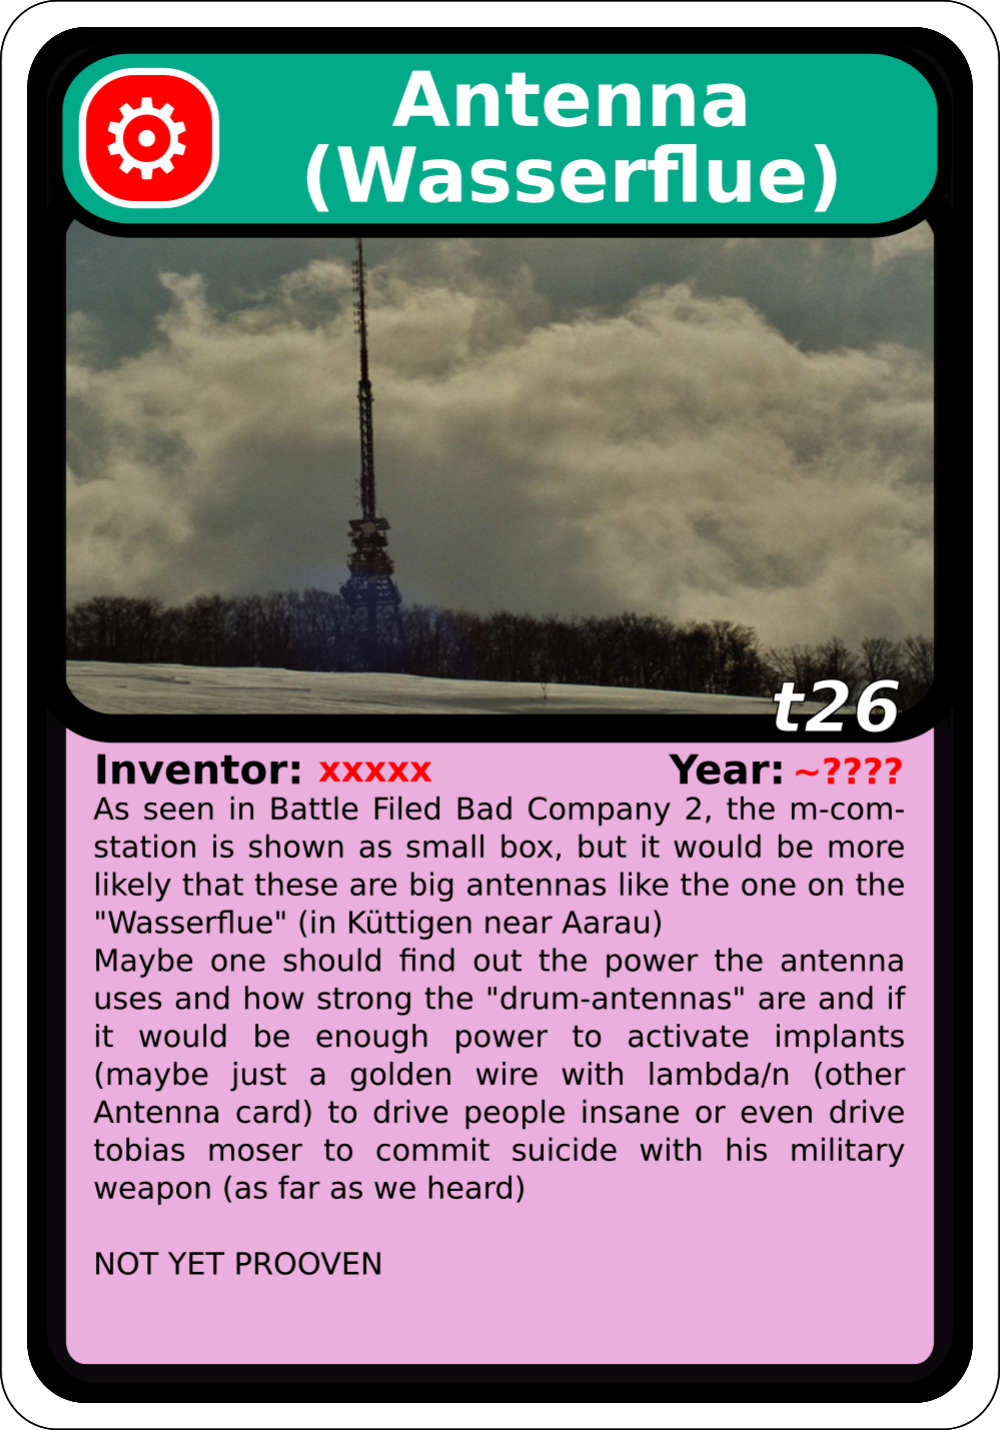 Antenna
(Wasserflue)
t26
Inventor: xxxxx Year: ~????
As seen in Battle Filed Bad Company 2, the m-com-
station is shown as small box, but it would be more
likely that these are big antennas like the one on the
"Wasserflue" (in Küttigen near Aarau)
Maybe one should find out the power the antenna
uses and how strong the "drum-antennas" are and if
it would be enough power to activate implants
(maybe just a golden wire with lambda/n (other
Antenna card) to drive people insane or even drive
tobias moser to commit suicide with his military
weapon (as far as we heard)
NOT YET PROOVEN